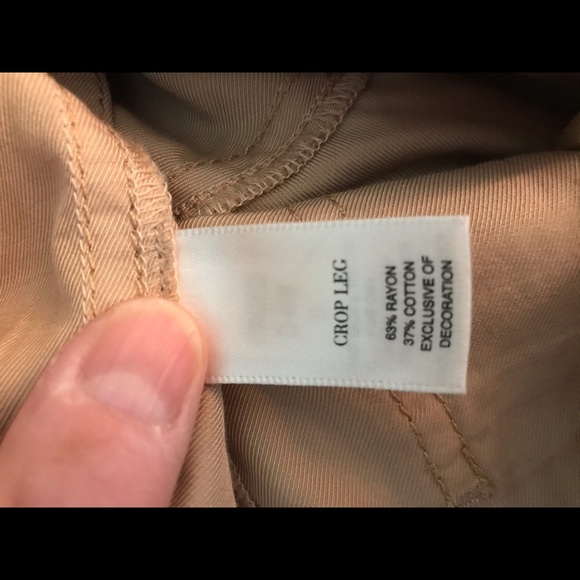 CROP LEG
63% RAYON
37% COTTON
EXCLUSIVE OF
DECORATION